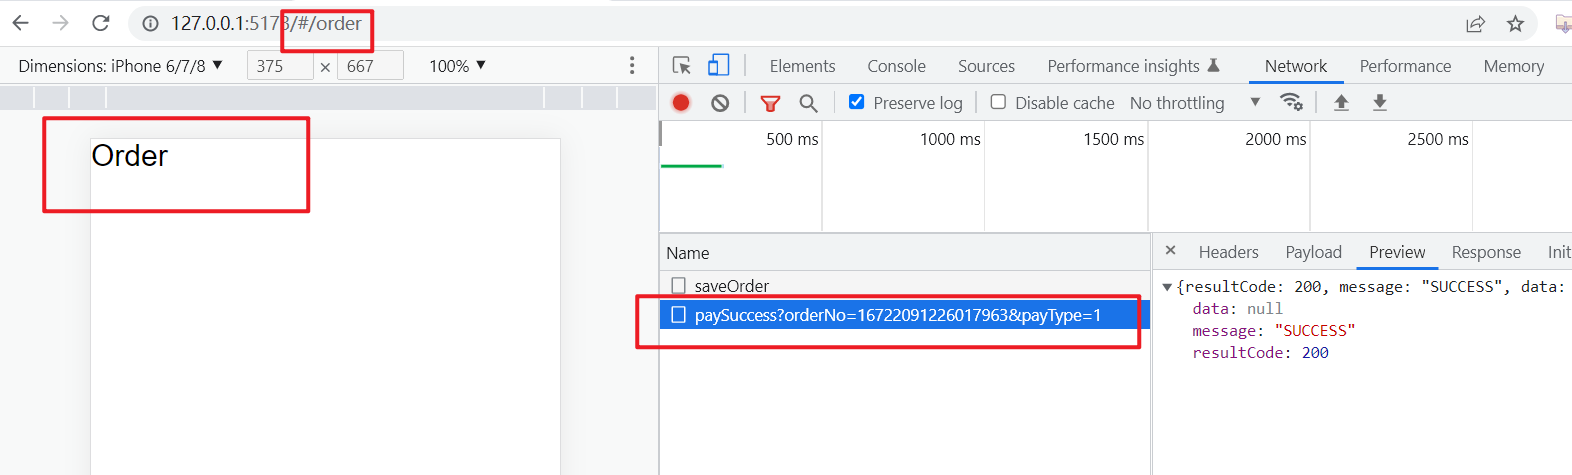 127.0.0.1:5173/#/order
Dimensions: iPhone 6/7/8 ▼ 375 × 667 100% ▼
Elements Console Sources Performance insights Network Performance Memory
Preserve log Disable cache No throttling
500 ms 1000 ms 1500 ms 2000 ms 2500 ms
Order
Name
saveOrder
paySuccess?orderNo=16722091226017963&payType=1
× Headers Payload Preview Response Init
{resultCode: 200, message: "SUCCESS", data:
data: null
message: "SUCCESS"
resultCode: 200